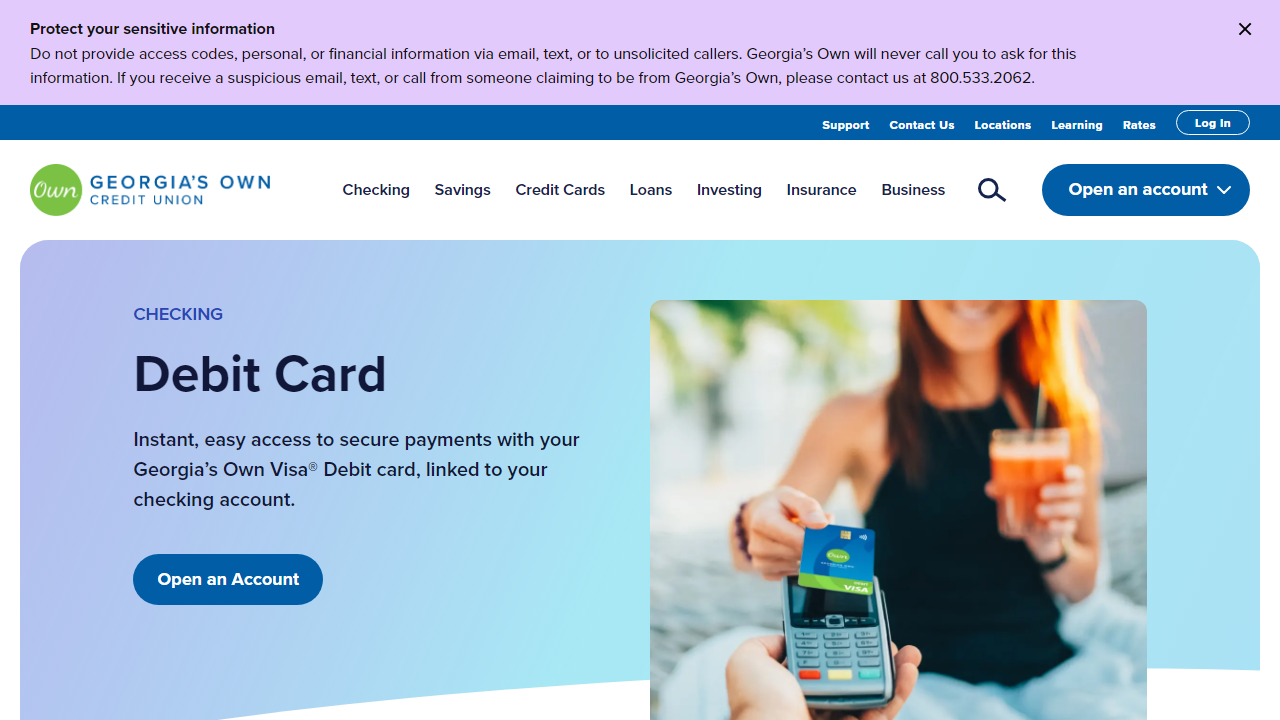 Protect your sensitive information
Do not provide access codes, personal, or financial information via email, text, or to unsolicited callers. Georgia’s Own will never call you to ask for this
information. If you receive a suspicious email, text, or call from someone claiming to be from Georgia’s Own, please contact us at 800.533.2062.
Support Contact Us Locations Learning Rates Log In
Own GEORGIA’S OWN
CREDIT UNION
Checking Savings Credit Cards Loans Investing Insurance Business Open an account
CHECKING
Debit Card
Instant, easy access to secure payments with your
Georgia’s Own Visa® Debit card, linked to your
checking account.
Open an Account
Own
VISA